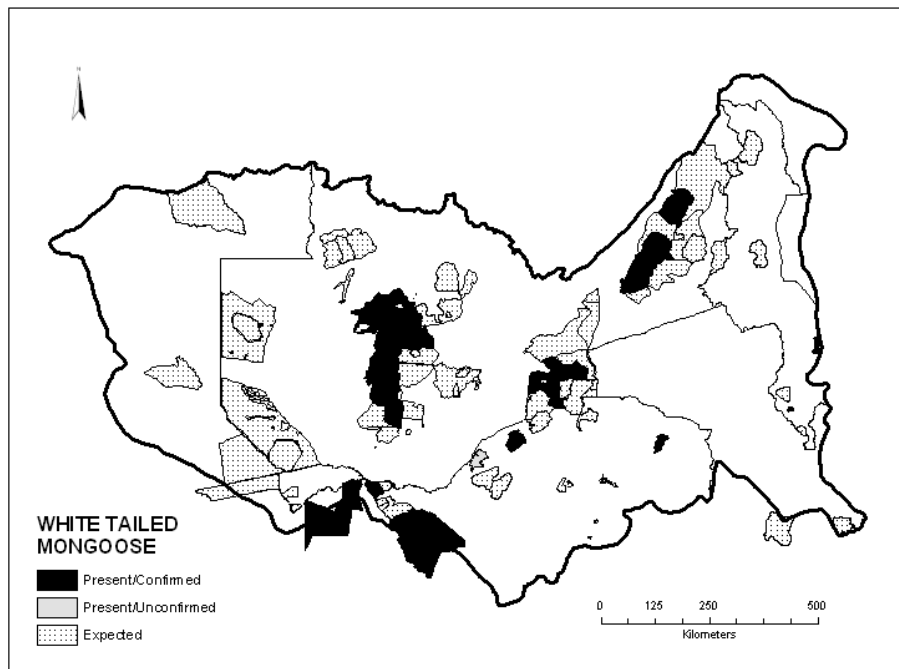 WHITE TAILED
MONGOOSE
Present/Confirmed
Present/Unconfirmed
Expected
0 125 250 500
Kilometers